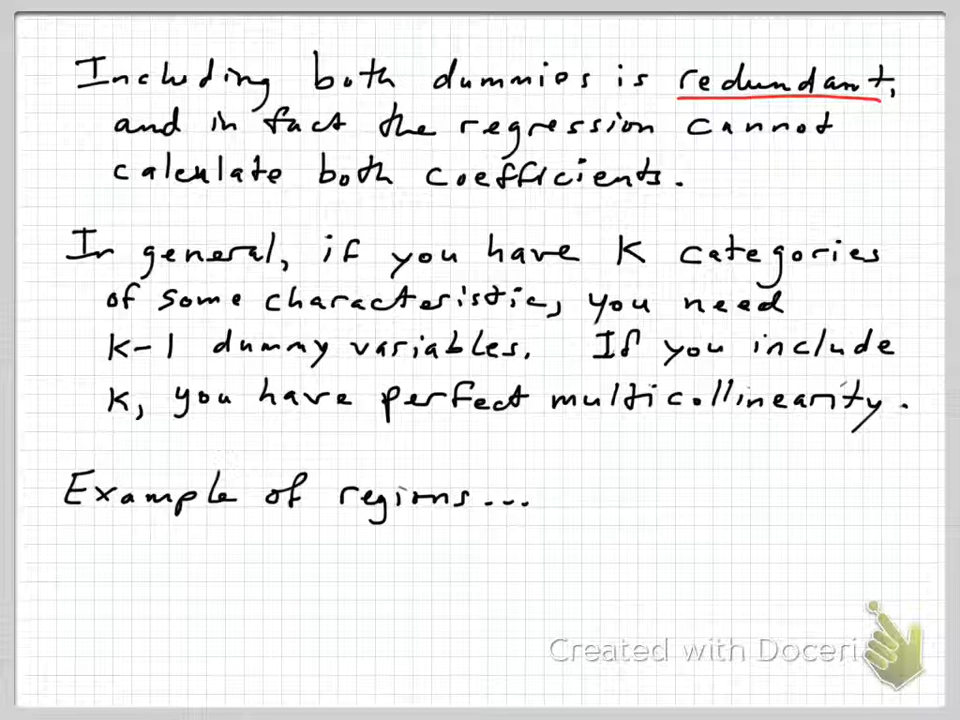 Including both dummies is redundant,
and in fact the regression cannot
calculate both coefficients.
In general, if you have K categories
of some characteristic, you need
K-1 dummy variables. If you include
K, you have perfect multicollinearity.
Example of regions...
Created with Doceri